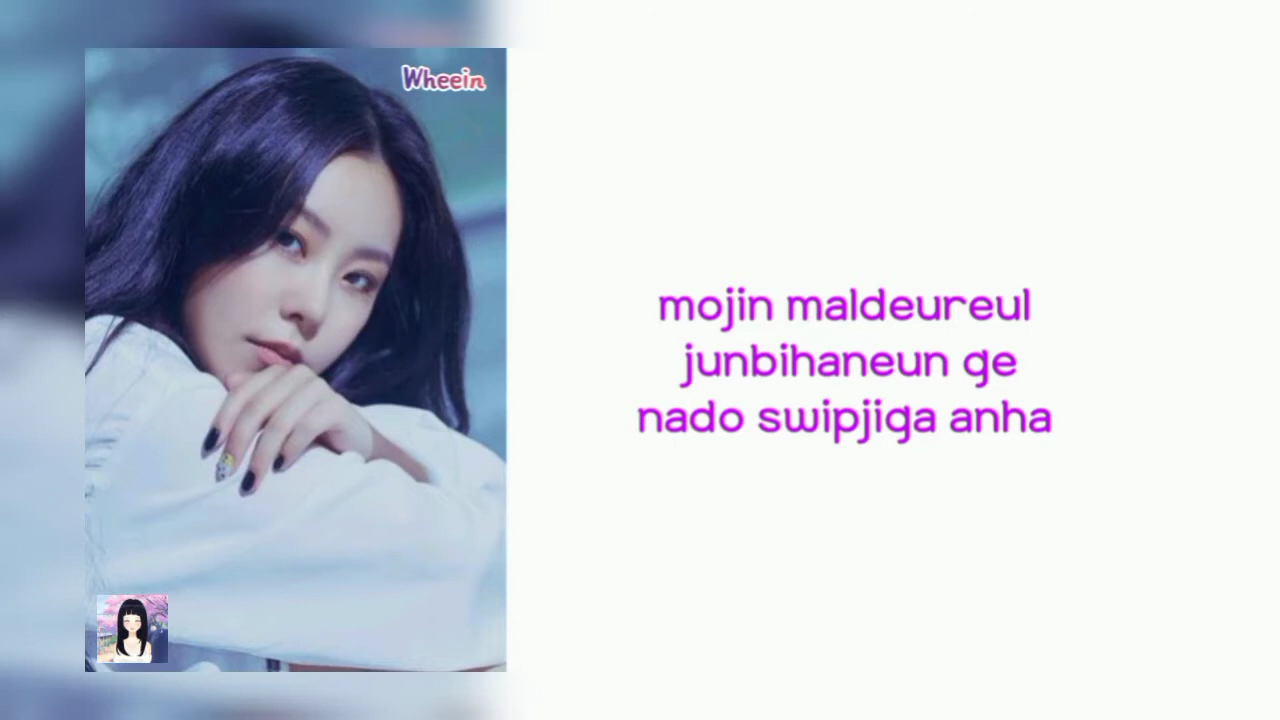 Wheein
mojin maldeureul
junbihaneun ge
nado swipjiga anha